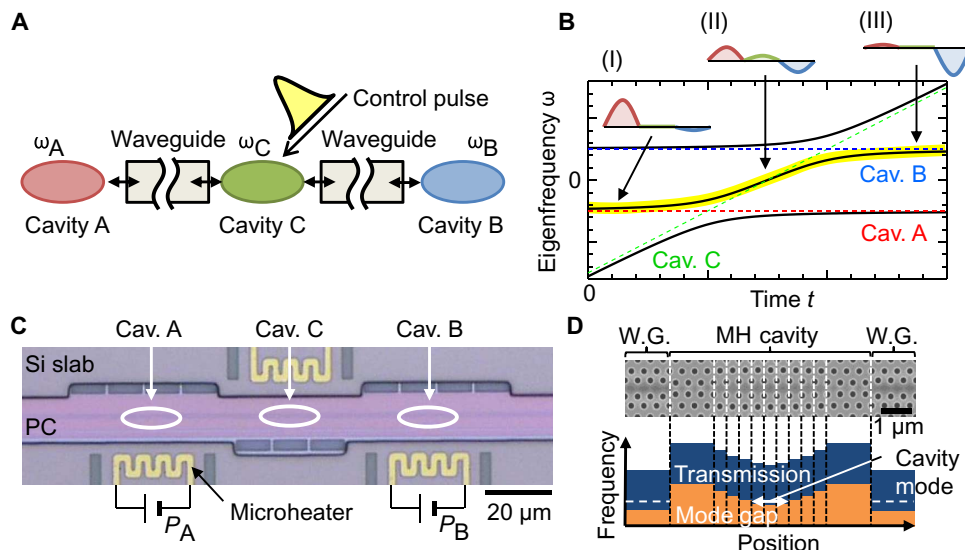 A
Control pulse
ωA
Waveguide
ωC
Waveguide
ωB
Cavity A
Cavity C
Cavity B
B
(I)
(II)
(III)
Eigenfrequency ω
0
Cav. B
Cav. A
Cav. C
0
Time t
C
Cav. A
Cav. C
Cav. B
Si slab
PC
Microheater
PA
PB
20 μm
D
W.G.
MH cavity
W.G.
1 μm
Frequency
Transmission
Mode gap
Cavity
mode
Position